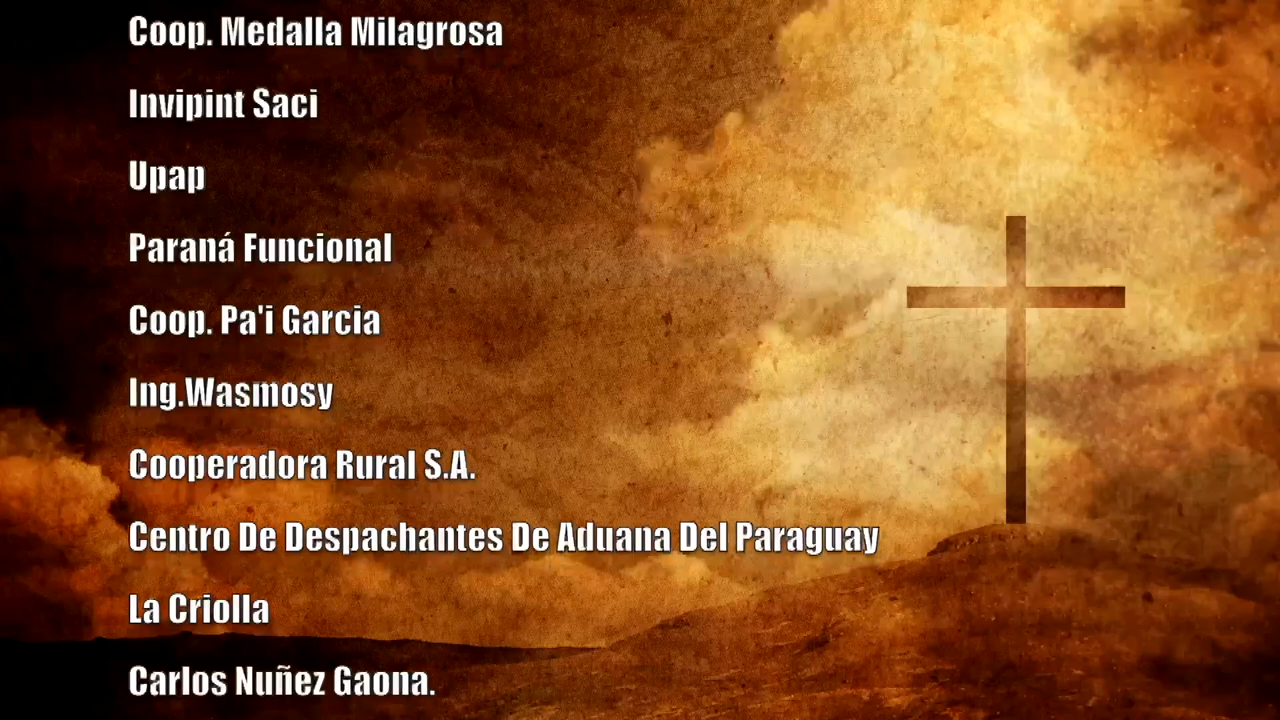 Coop. Medalla Milagrosa
Invipint Saci
Upap
Paraná Funcional
Coop. Pa'i Garcia
Ing.Wasmosy
Cooperadora Rural S.A.
Centro De Despachantes De Aduana Del Paraguay
La Criolla
Carlos Nuñez Gaona.